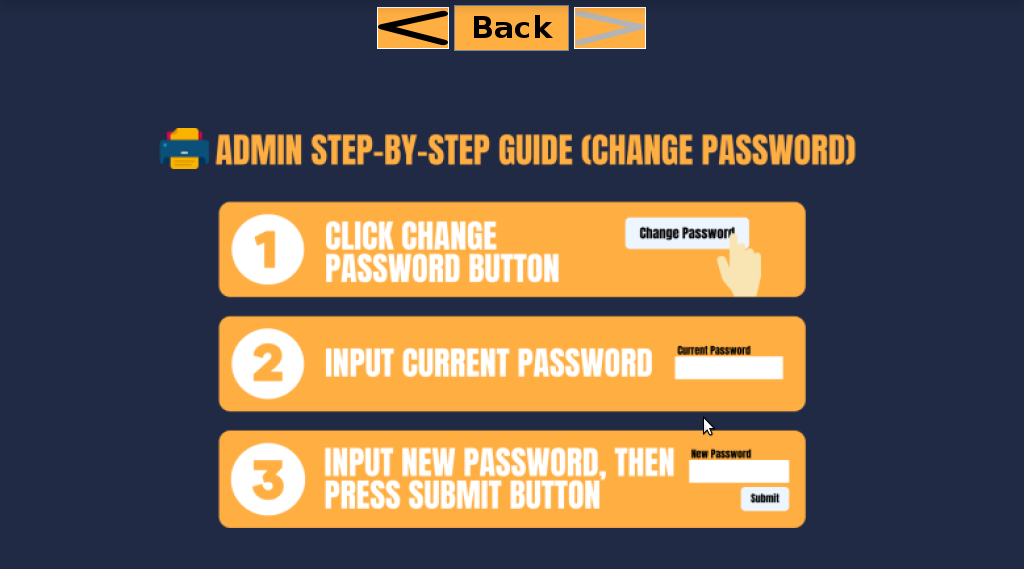 Back
ADMIN STEP-BY-STEP GUIDE (CHANGE PASSWORD)
1
CLICK CHANGE
PASSWORD BUTTON
Change Password
2
INPUT CURRENT PASSWORD
Current Password
3
INPUT NEW PASSWORD, THEN
PRESS SUBMIT BUTTON
New Password
Submit